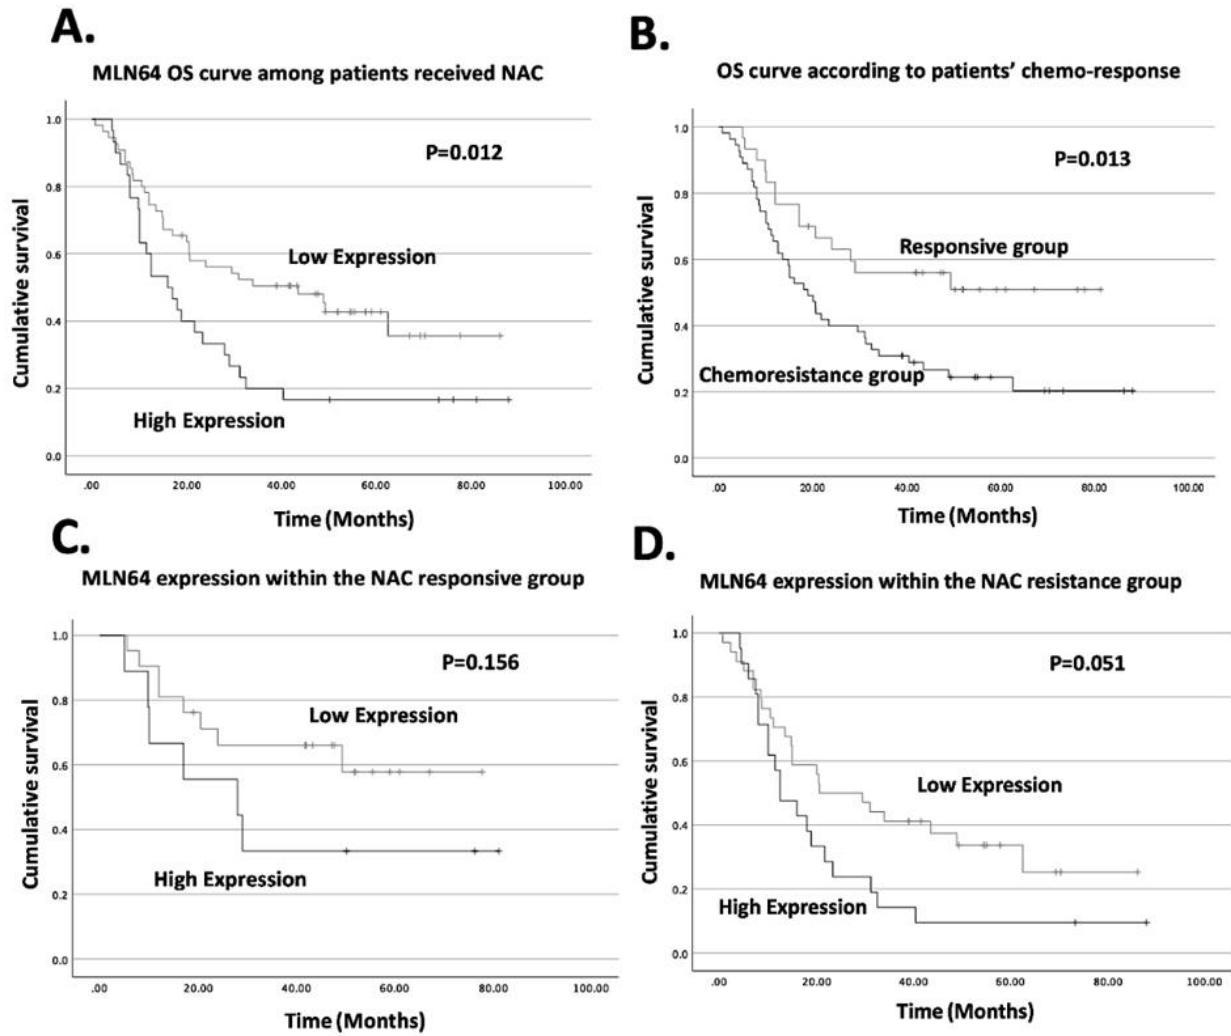 A.
MLN64 OS curve among patients received NAC
P=0.012
Low Expression
High Expression
Cumulative survival
1.0
0.8
0.6
0.4
0.2
0.0
.00 20.00 40.00 60.00 80.00 100.00
Time (Months)
B.
OS curve according to patients’ chemo-response
P=0.013
Responsive group
Chemoresistance group
Cumulative survival
1.0
0.8
0.6
0.4
0.2
0.0
.00 20.00 40.00 60.00 80.00 100.00
Time (Months)
C.
MLN64 expression within the NAC responsive group
P=0.156
Low Expression
High Expression
Cumulative survival
1.0
0.8
0.6
0.4
0.2
0.0
.00 20.00 40.00 60.00 80.00 100.00
Time (Months)
D.
MLN64 expression within the NAC resistance group
P=0.051
Low Expression
High Expression
Cumulative survival
1.0
0.8
0.6
0.4
0.2
0.0
.00 20.00 40.00 60.00 80.00 100.00
Time (Months)